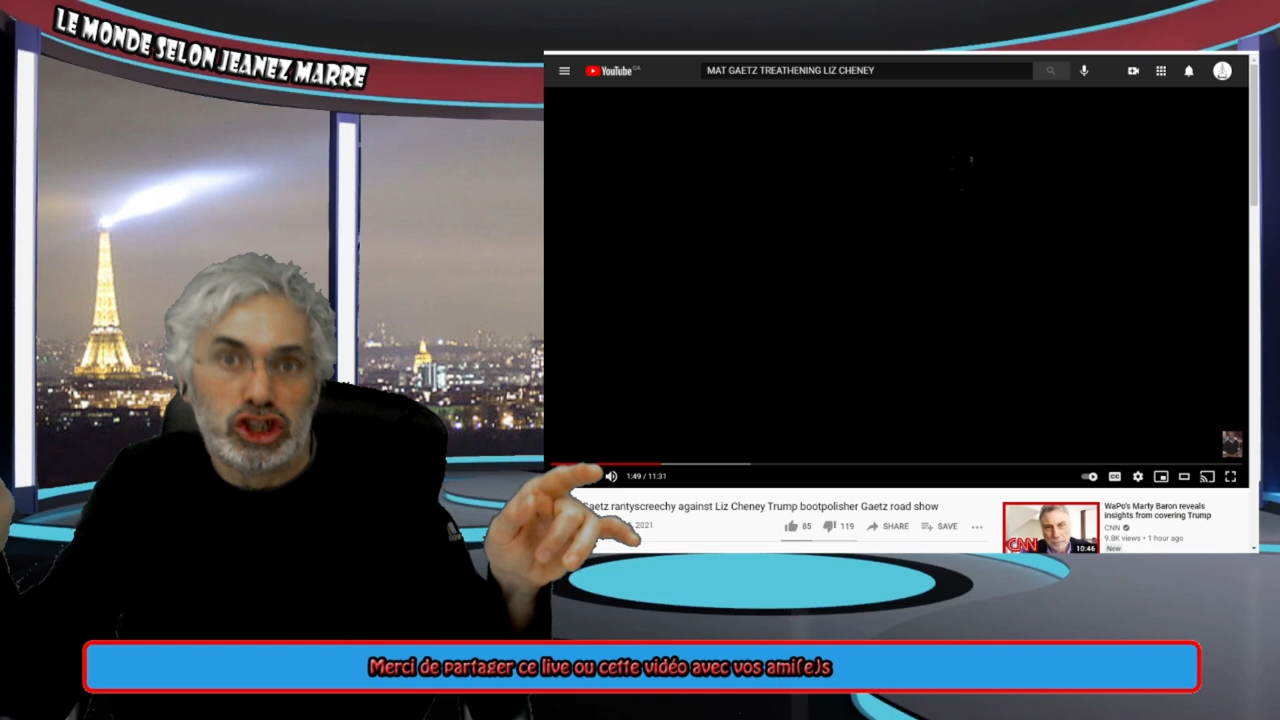 LE MONDE SELON JEANEZ MARRE
YouTube CA
MAT GAETZ TREATHENING LIZ CHENEY
1:49 / 11:31
rantyscreechy against Liz Cheney Trump bootpolisher Gaetz road show
2021
85
119
SHARE
SAVE
WaPo's Marty Baron reveals
insights from covering Trump
CNN
9.8K views • 1 hour ago
New
CNN
10:46
Merci de partager ce live ou cette vidéo avec vos ami(e)s